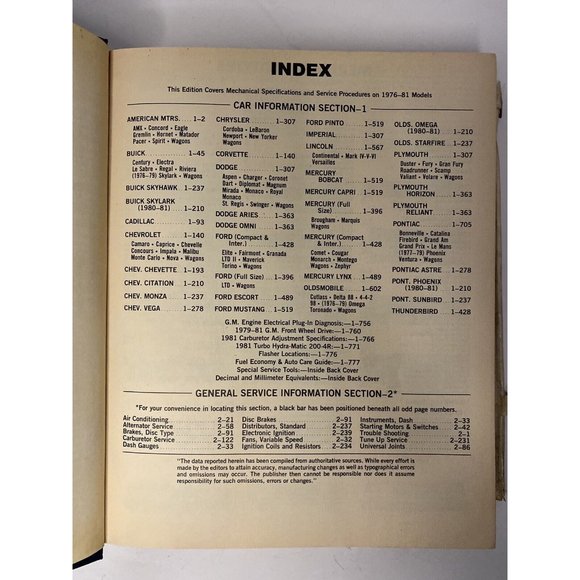 INDEX
This Edition Covers Mechanical Specifications and Service Procedures on 1976–81 Models
CAR INFORMATION SECTION–1
AMERICAN MTRS. . 1–2
AMX • Concord • Eagle
Gremlin • Hornet • Matador
Pacer • Spirit • Wagons
BUICK ........ 1–45
Century • Electra
Le Sabre • Regal • Riviera
(1976–79) Skylark • Wagons
BUICK SKYHAWK . 1–237
BUICK SKYLARK
(1980–81) ..... 1–210
CADILLAC ...... 1–93
CHEVROLET ..... 1–140
Camaro • Caprice • Chevelle
Concours • Impala • Malibu
Monte Carlo • Nova • Wagons
CHEV. CHEVETTE . 1–193
CHEV. CITATION . 1–210
CHEV. MONZA ... 1–237
CHEV. VEGA .... 1–278
CHRYSLER ...... 1–307
Cordoba • LeBaron
Newport • New Yorker
Wagons
CORVETTE ...... 1–140
DODGE ........ 1–307
Aspen • Charger • Coronet
Dart • Diplomat • Magnum
Mirada • Monaco • Royal
Monaco
St. Regis • Swinger • Wagons
DODGE ARIES ... 1–363
DODGE OMNI .... 1–363
FORD (Compact &
& Inter.) ..... 1–428
Elite • Fairmont • Granada
LTD II • Maverick
Torino • Wagons
FORD (Full Size) ... 1–396
LTD • Wagons
FORD ESCORT ... 1–489
FORD MUSTANG .. 1–519
FORD PINTO .... 1–519
IMPERIAL ...... 1–307
LINCOLN ....... 1–567
Continental • Mark IV-V-VI
Versailles
MERCURY
BOBCAT ....... 1–519
MERCURY CAPRI . 1–519
MERCURY (Full
Size) ......... 1–396
Brougham • Marquis
Wagons
MERCURY (Compact
& Inter.) ..... 1–428
Comet • Cougar
Monarch • Montego
Wagons • Zephyr
MERCURY LYNX .. 1–489
OLDSMOBILE .... 1–602
Cutlass • Delta 88 • 4-4-2
98 • (1976–79) Omega
Toronado • Wagons
OLDS. OMEGA
(1980–81) ..... 1–210
OLDS. STARFIRE . 1–237
PLYMOUTH ...... 1–307
Duster • Fury • Gran Fury
Roadrunner • Scamp
Valiant • Volare • Wagons
PLYMOUTH
HORIZON ....... 1–363
PLYMOUTH
RELIANT ....... 1–363
PONTIAC ....... 1–705
Bonneville • Catalina
Firebird • Grand Am
Grand Prix • Le Mans
(1977–79) Phoenix
Ventura • Wagons
PONTIAC ASTRE . 1–278
PONT. PHOENIX
(1980–81) ..... 1–210
PONT. SUNBIRD .. 1–237
THUNDERBIRD ... 1–428
G.M. Engine Electrical Plug-In Diagnosis:—1–756
1979–81 G.M. Front Wheel Drive:—1–760
1981 Carburetor Adjustment Specifications:—1–766
1981 Turbo Hydra-Matic 200-4R:—1–771
Flasher Locations:—1–776
Fuel Economy & Auto Care Guide:—1–777
Special Service Tools:—Inside Back Cover
Decimal and Millimeter Equivalents:—Inside Back Cover
GENERAL SERVICE INFORMATION SECTION–2*
*For your convenience in locating this section, a black bar has been positioned beneath all odd page numbers.
Air Conditioning ..... 2–21
Alternator Service ..... 2–58
Brakes, Disc Type ..... 2–91
Carburetor Service ..... 2–122
Dash Gauges ..... 2–33
Disc Brakes ..... 2–91
Distributors, Standard ..... 2–237
Electronic Ignition ..... 2–239
Fans, Variable Speed ..... 2–32
Ignition Coils and Resistors ..... 2–234
Instruments, Dash ..... 2–33
Starting Motors & Switches ..... 2–42
Trouble Shooting ..... 2–1
Tune Up Service ..... 2–231
Universal Joints ..... 2–86
"The data reported herein has been compiled from authoritative sources. While every effort is
made by the editors to attain accuracy, manufacturing changes as well as typographical errors
and omissions may occur. The publisher then cannot be responsible nor does it assume
responsibility for such omissions, errors or changes."